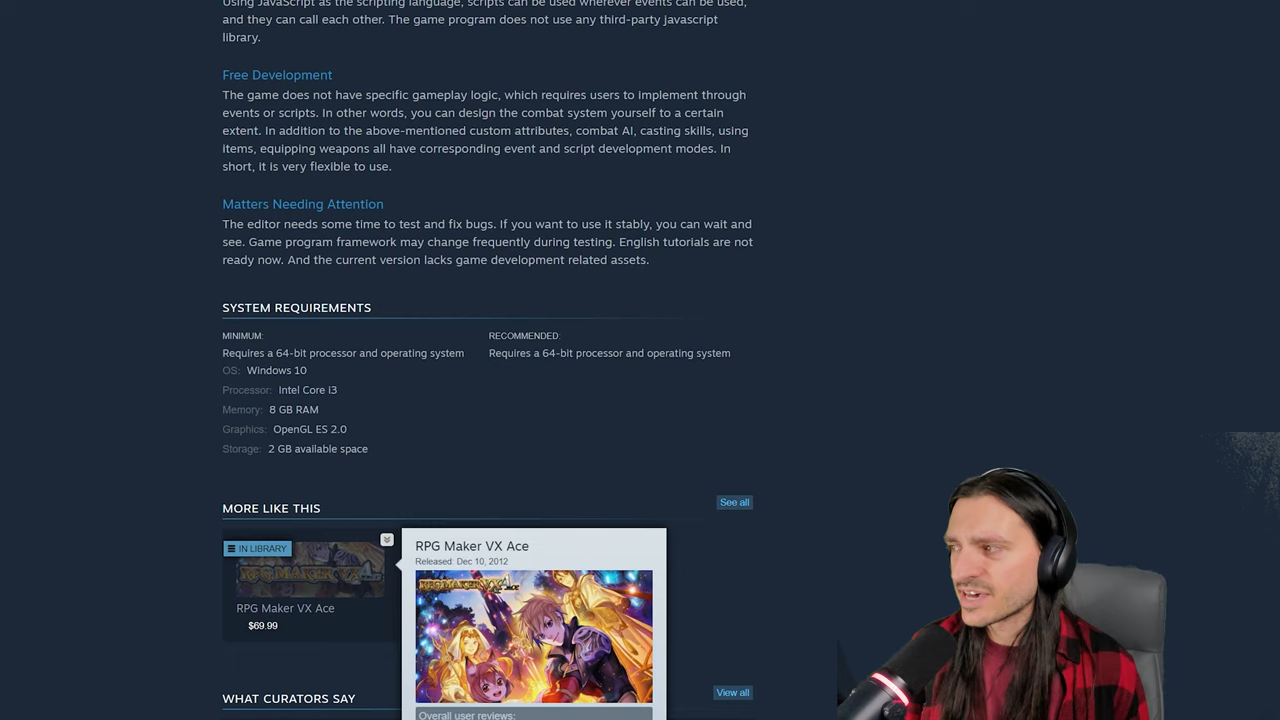 Using JavaScript as the scripting language, scripts can be used wherever events can be used,
and they can call each other. The game program does not use any third-party Javascript
library.
Free Development
The game does not have specific gameplay logic, which requires users to implement through
events or scripts. In other words, you can design the combat system yourself to a certain
extent. In addition to the above-mentioned custom attributes, combat AI, casting skills, using
items, equipping weapons all have corresponding event and script development modes. In
short, it is very flexible to use.
Matters Needing Attention
The editor needs some time to test and fix bugs. If you want to use it stably, you can wait and
see. Game program framework may change frequently during testing. English tutorials are not
ready now. And the current version lacks game development related assets.
SYSTEM REQUIREMENTS
MINIMUM:
Requires a 64-bit processor and operating system
OS: Windows 10
Processor: Intel Core i3
Memory: 8 GB RAM
Graphics: OpenGL ES 2.0
Storage: 2 GB available space
RECOMMENDED:
Requires a 64-bit processor and operating system
MORE LIKE THIS
See all
IN LIBRARY
RPG MAKER VX Ace
RPG Maker VX Ace
$69.99
RPG Maker VX Ace
Released: Dec 10, 2012
RPG MAKER VX Ace
Overall user reviews:
WHAT CURATORS SAY
View all